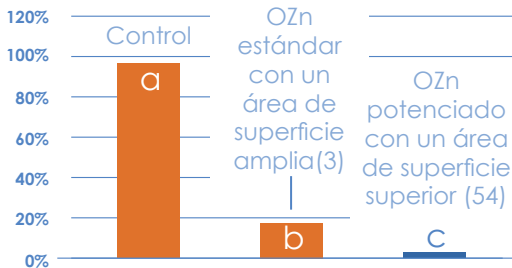 120%
100%
80%
60%
40%
20%
0%
Control
a
OZn
estándar
con un
área de
superficie
amplia(3)
b
OZn
potenciado
con un área
de superficie
superior (54)
c